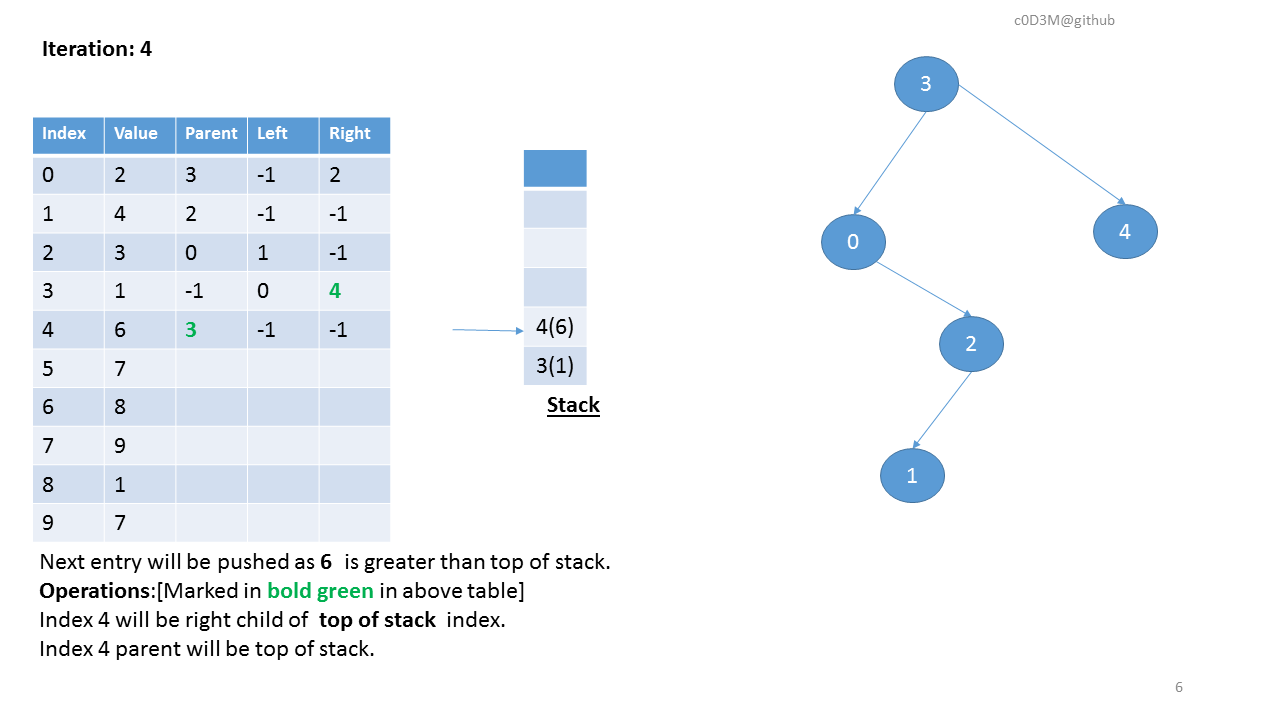 c0D3M@github
Iteration: 4
Index Value Parent Left Right
0 2 3 -1 2
1 4 2 -1 -1
2 3 0 1 -1
3 1 -1 0 4
4 6 3 -1 -1
5 7
6 8
7 9
8 1
9 7
4(6)
3(1)
Stack
3
0
4
2
1
Next entry will be pushed as 6 is greater than top of stack.
Operations:[Marked in bold green in above table]
Index 4 will be right child of top of stack index.
Index 4 parent will be top of stack.
6